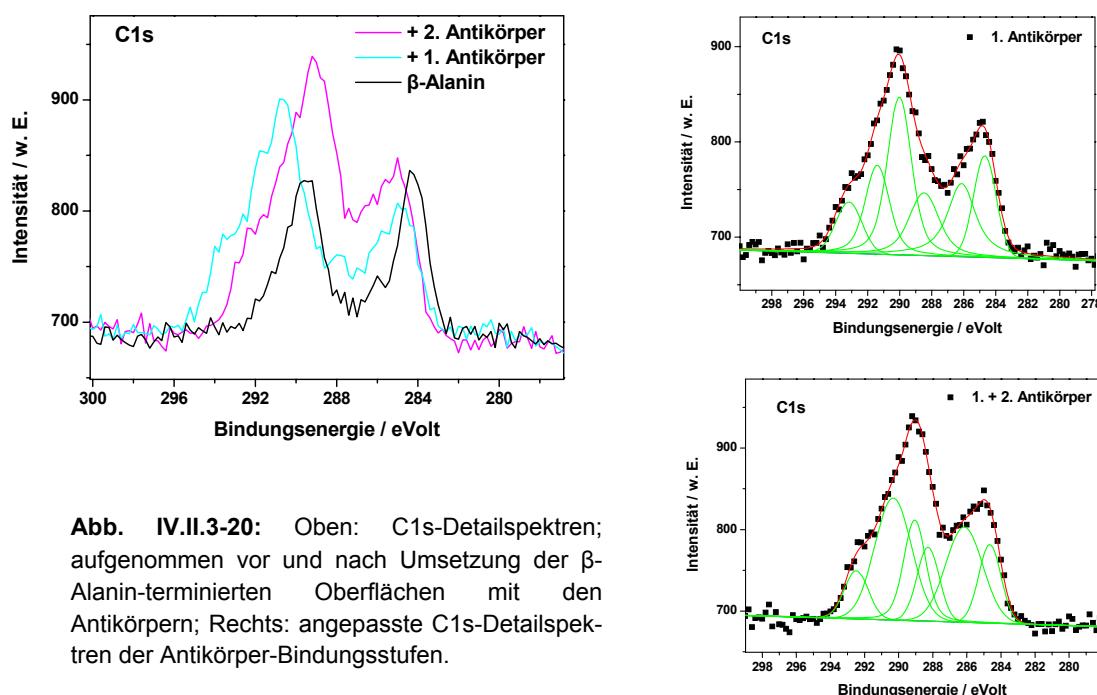 C1s
+ 2. Antikörper
+ 1. Antikörper
β-Alanin
900
800
700
300 296 292 288 284 280
Intensität / w. E.
Bindungsenergie / eVolt
C1s
1. Antikörper
900
800
700
298 296 294 292 290 288 286 284 282 280 278
Intensität / w. E.
Bindungsenergie / eVolt
C1s
1. + 2. Antikörper
900
800
700
298 296 294 292 290 288 286 284 282 280
Intensität / w. E.
Bindungsenergie / eVolt
Abb. IV.II.3-20: Oben: C1s-Detailspektren;
aufgenommen vor und nach Umsetzung der β-
Alanin-terminierten Oberflächen mit den
Antikörpern; Rechts: angepasste C1s-Detailspek-
tren der Antikörper-Bindungsstufen.